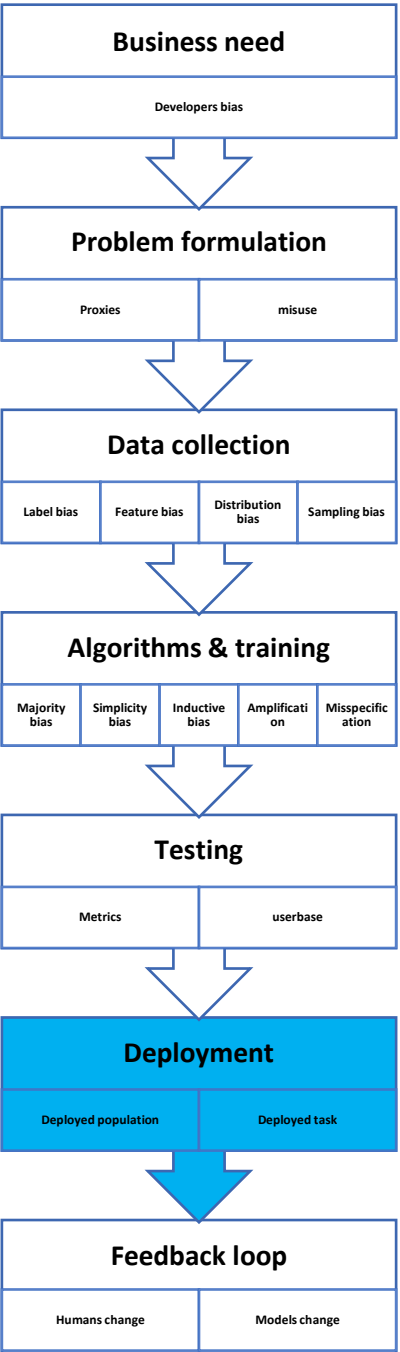 Business need
Developers bias
Problem formulation
Proxies
misuse
Data collection
Label bias
Feature bias
Distribution
bias
Sampling bias
Algorithms & training
Majority
bias
Simplicity
bias
Inductive
bias
Amplificati
on
Misspecific
ation
Testing
Metrics
userbase
Deployment
Deployed population
Deployed task
Feedback loop
Humans change
Models change